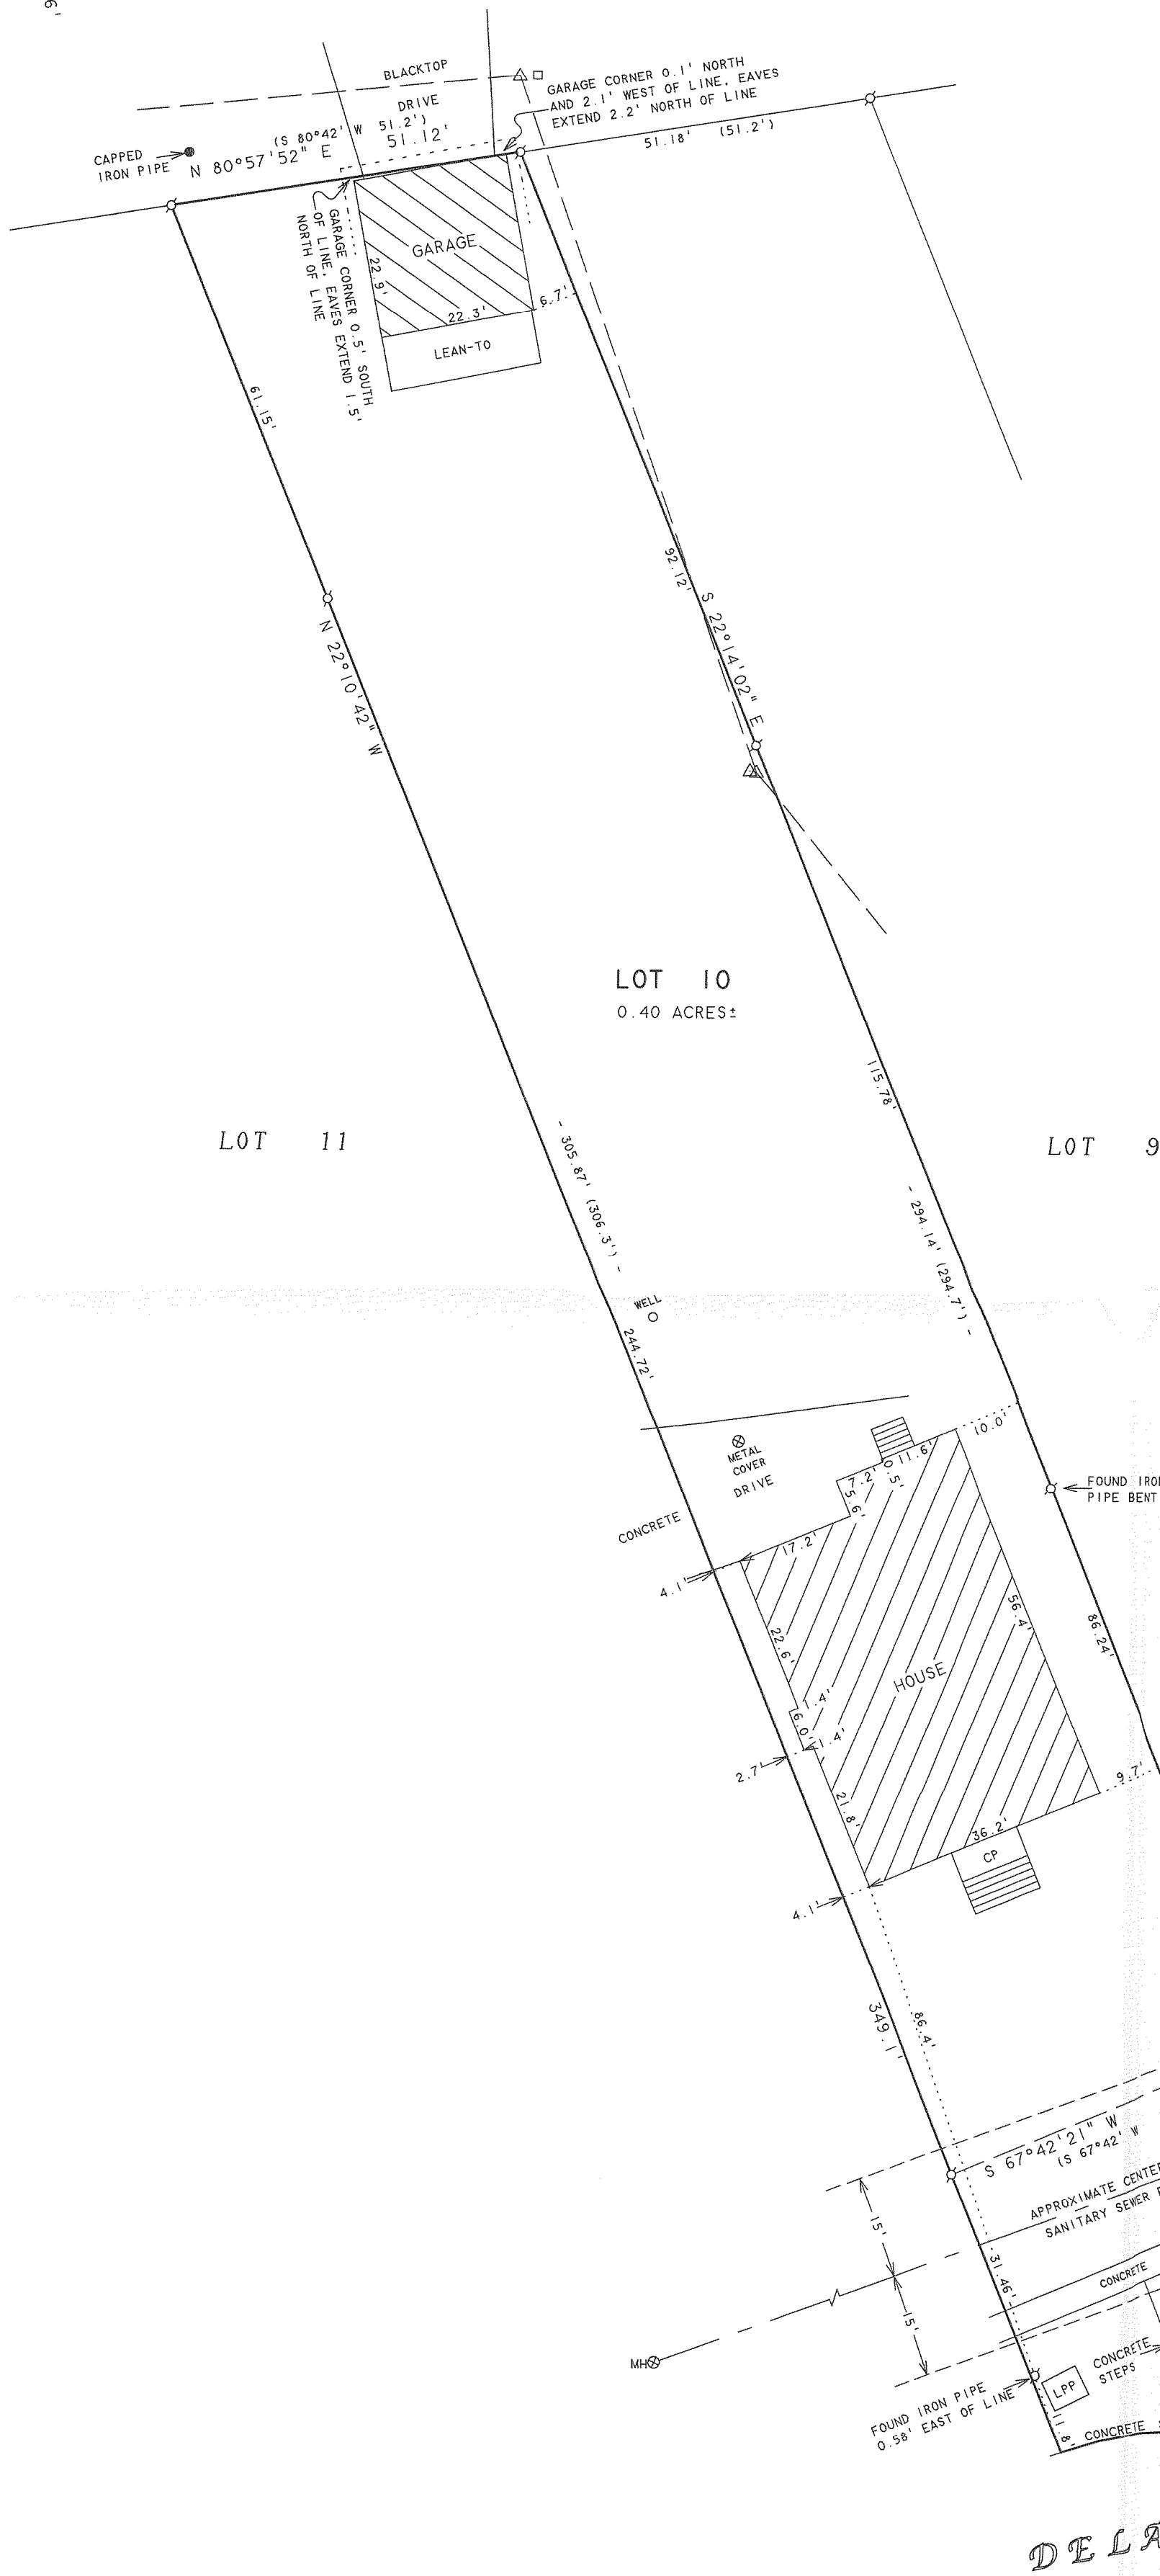 BLACKTOP
DRIVE
GARAGE CORNER 0.1' NORTH
AND 2.1' WEST OF LINE, EAVES
EXTEND 2.2' NORTH OF LINE
(S 80°42' W 51.2')
N 80°57'52" E 51.12'
51.18' (51.2')
CAPPED
IRON PIPE
GARAGE CORNER 0.5' SOUTH
OF LINE, EAVES EXTEND 1.5'
NORTH OF LINE
GARAGE
22.9'
22.3'
6.7'
LEAN-TO
61.15'
92.12'
S 22°14'02" E
N 22°10'42" W
LOT 10
0.40 ACRES±
115.78'
LOT 11
LOT 9
- 305.87' (306.3') -
- 294.14' (294.7') -
WELL
244.72'
METAL
COVER
DRIVE
CONCRETE
10.0'
11.6'
0.5'
7.2'
5.6'
17.2'
FOUND IRON
PIPE BENT
4.1'
22.6'
56.4'
86.24'
HOUSE
1.4'
6.0'
1.4'
2.7'
21.8'
9.7'
36.2'
CP
4.1'
349.1'
86.4'
S 67°42'21" W
(S 67°42' W
APPROXIMATE CENTE
SANITARY SEWER
15'
15'
31.46'
CONCRETE
MH
CONCRETE
STEPS
LPP
FOUND IRON PIPE
0.58' EAST OF LINE
11.8'
CONCRETE
DELA